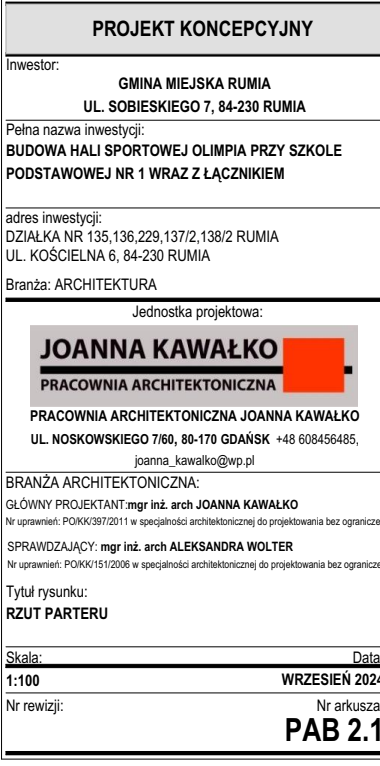 PROJEKT KONCEPCYJNY
Inwestor:
GMINA MIEJSKA RUMIA
UL. SOBIESKIEGO 7, 84-230 RUMIA
Pełna nazwa inwestycji:
BUDOWA HALI SPORTOWEJ OLIMPIA PRZY SZKOLE
PODSTAWOWEJ NR 1 WRAZ Z ŁĄCZNIKIEM
adres inwestycji:
DZIAŁKA NR 135,136,229,137/2,138/2 RUMIA
UL. KOŚCIELNA 6, 84-230 RUMIA
Branża: ARCHITEKTURA
Jednostka projektowa:
JOANNA KAWAŁKO
PRACOWNIA ARCHITEKTONICZNA
PRACOWNIA ARCHITEKTONICZNA JOANNA KAWAŁKO
UL. NOSKOWSKIEGO 7/60, 80-170 GDAŃSK +48 608456485,
joanna_kawalko@wp.pl
BRANŻA ARCHITEKTONICZNA:
GŁÓWNY PROJEKTANT:mgr inż. arch JOANNA KAWAŁKO
Nr uprawnień: PO/KK/397/2011 w specjalności architektonicznej do projektowania bez ogranicze
SPRAWDZAJĄCY: mgr inż. arch ALEKSANDRA WOLTER
Nr uprawnień: PO/KK/151/2006 w specjalności architektonicznej do projektowania bez ogranicze
Tytuł rysunku:
RZUT PARTERU
Skala: Data
1:100 WRZESIEŃ 2024
Nr rewizji: Nr arkusza
PAB 2.1